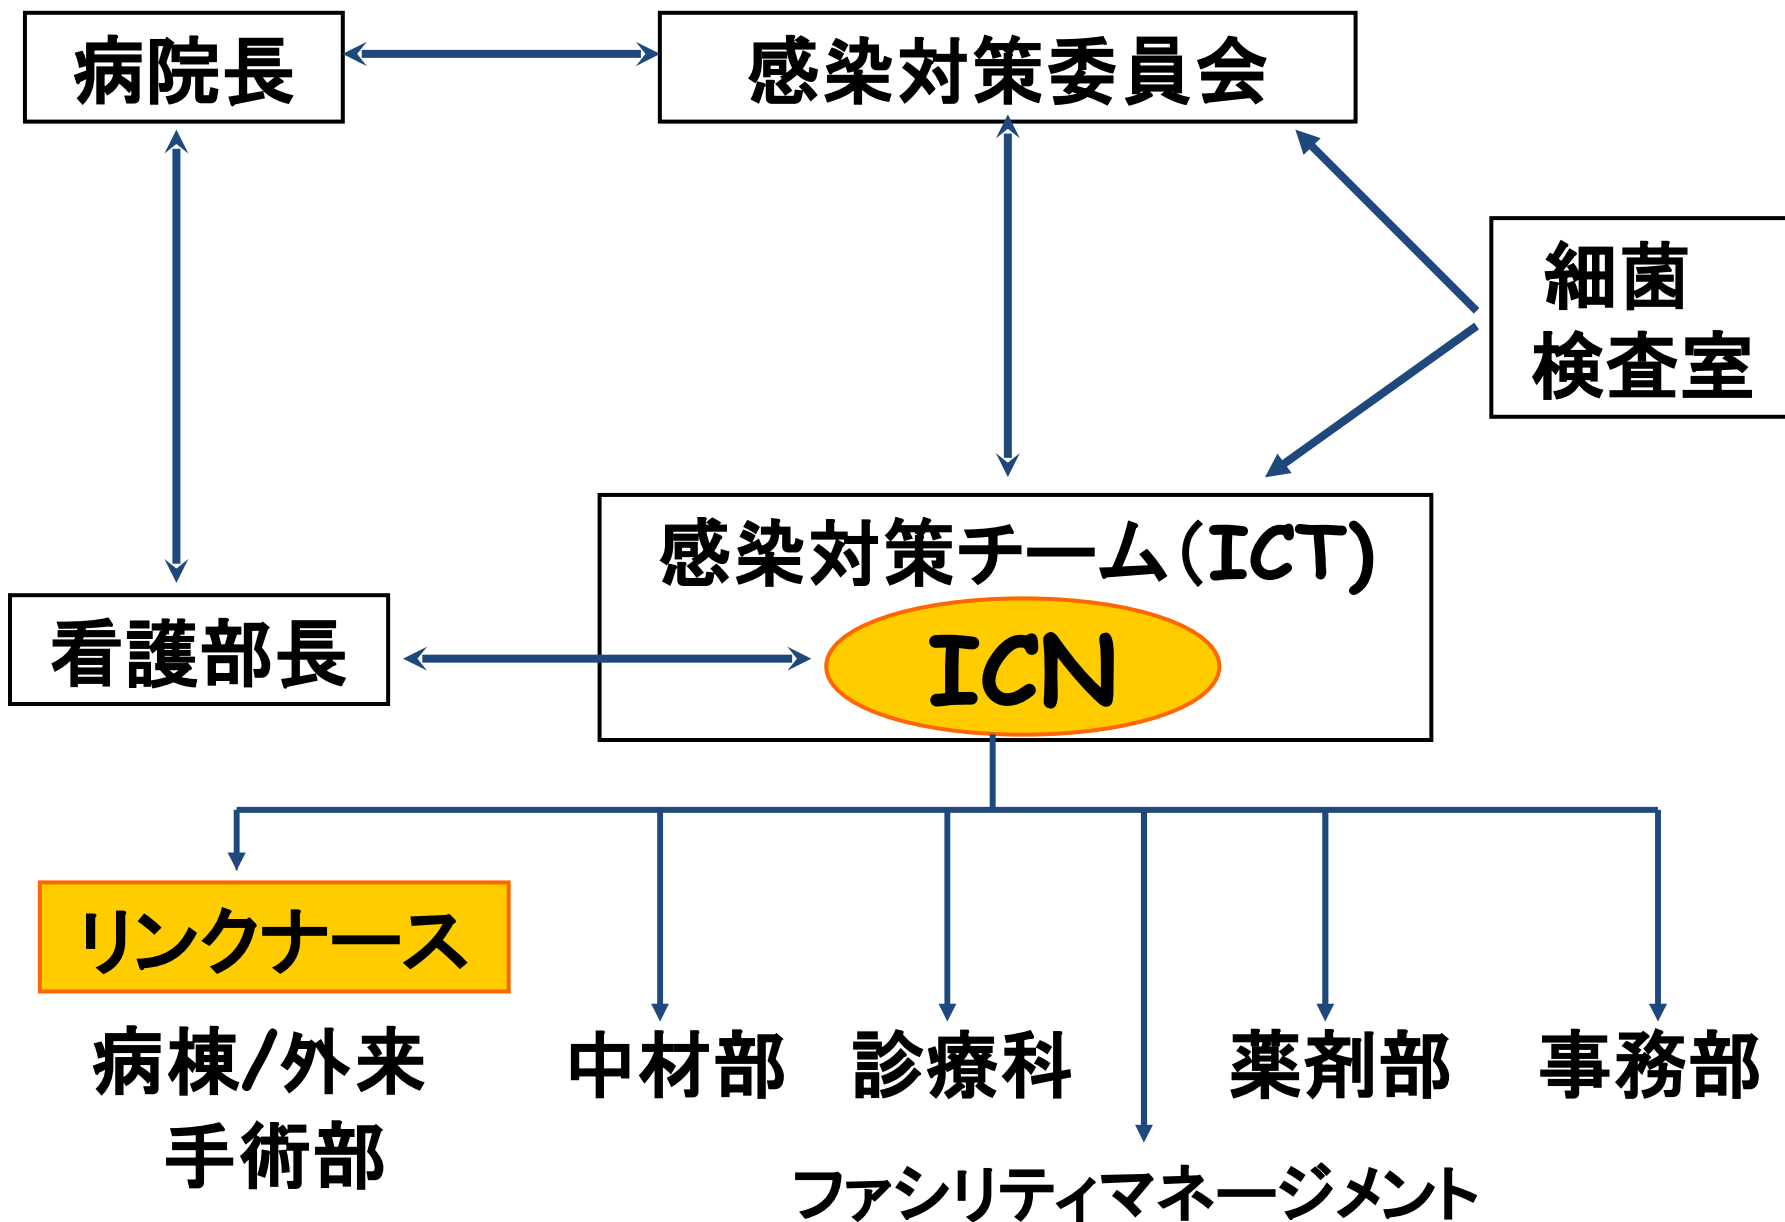 病院長
感染対策委員会
細菌
検査室
感染対策チーム(ICT)
ICN
看護部長
リンクナース
病棟/外来
手術部
中材部
診療科
薬剤部
事務部
ファシリティマネージメント